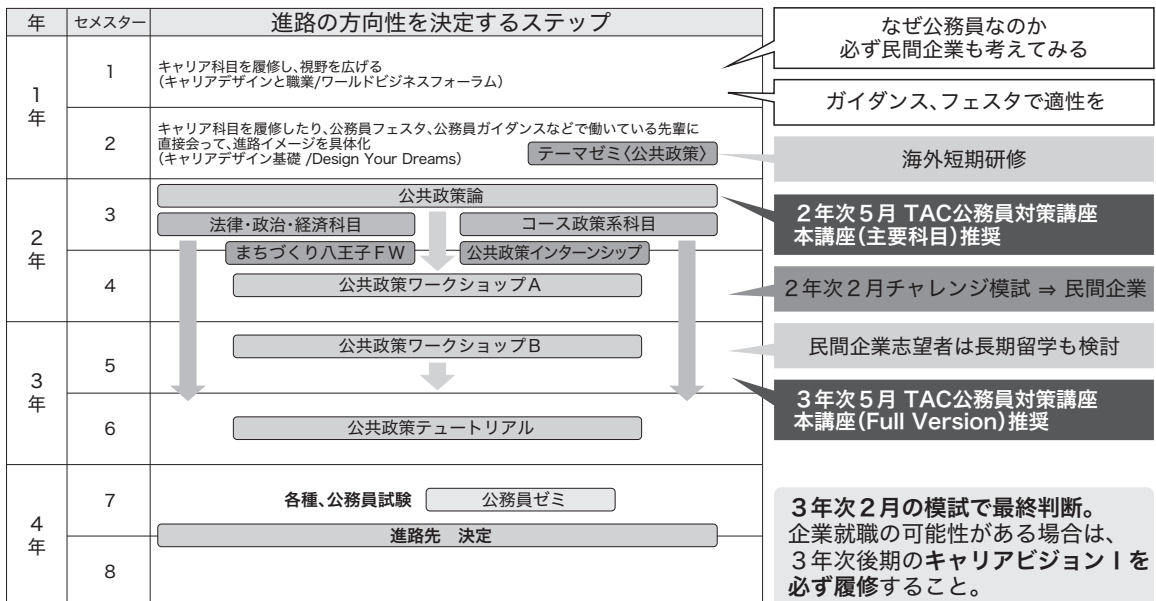 年 セメスター 進路の方向性を決定するステップ
なぜ公務員なのか
必ず民間企業も考えてみる
1年
1
キャリア科目を履修し、視野を広げる
（キャリアデザインと職業/ワールドビジネスフォーラム）
ガイダンス、フェスタで適性を
2
キャリア科目を履修したり、公務員フェスタ、公務員ガイダンスなどで働いている先輩に
直接会って、進路イメージを具体化
（キャリアデザイン基礎 /Design Your Dreams）
テーマゼミ〈公共政策〉
海外短期研修
2年
3
公共政策論
法律・政治・経済科目
コース政策系科目
2年次5月 TAC公務員対策講座
本講座（主要科目）推奨
まちづくり八王子FW
公共政策インターンシップ
4
公共政策ワークショップA
2年次2月チャレンジ模試 ⇒ 民間企業
3年
5
公共政策ワークショップB
民間企業志望者は長期留学も検討
3年次5月 TAC公務員対策講座
本講座（Full Version）推奨
6
公共政策テュートリアル
4年
7
各種、公務員試験
公務員ゼミ
進路先 決定
8
3年次2月の模試で最終判断。
企業就職の可能性がある場合は、
3年次後期のキャリアビジョンⅠを
必ず履修すること。